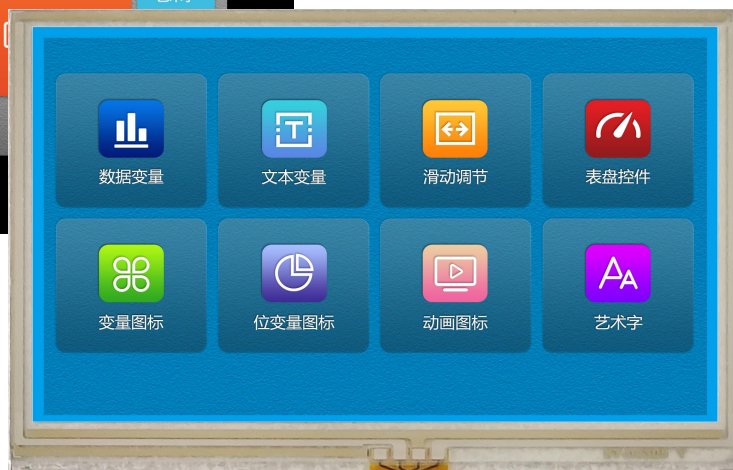 数据变量
文本变量
滑动调节
表盘控件
变量图标
位变量图标
动画图标
艺术字